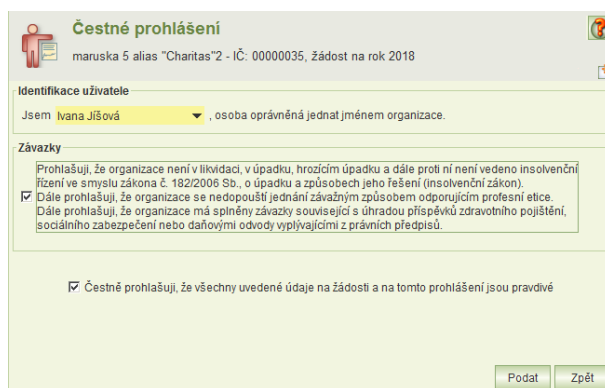 Čestné prohlášení
maruska 5 alias "Charitas"2 - IČ: 00000035, žádost na rok 2018
Identifikace uživatele
Jsem Ivana Jíšová , osoba oprávněná jednat jménem organizace.
Závazky
Prohlašuji, že organizace není v likvidaci, v úpadku, hrozícím úpadku a dále proti ní není vedeno insolvenční
řízení ve smyslu zákona č. 182/2006 Sb., o úpadku a způsobech jeho řešení (insolvenční zákon).
Dále prohlašuji, že organizace se nedopouští jednání závažným způsobem odporujícím profesní etice.
Dále prohlašuji, že organizace má splněny závazky související s úhradou příspěvků zdravotního pojištění,
sociálního zabezpečení nebo daňovými odvody vyplývajícími z právních předpisů.
Čestně prohlašuji, že všechny uvedené údaje na žádosti a na tomto prohlášení jsou pravdivé
Podat Zpět